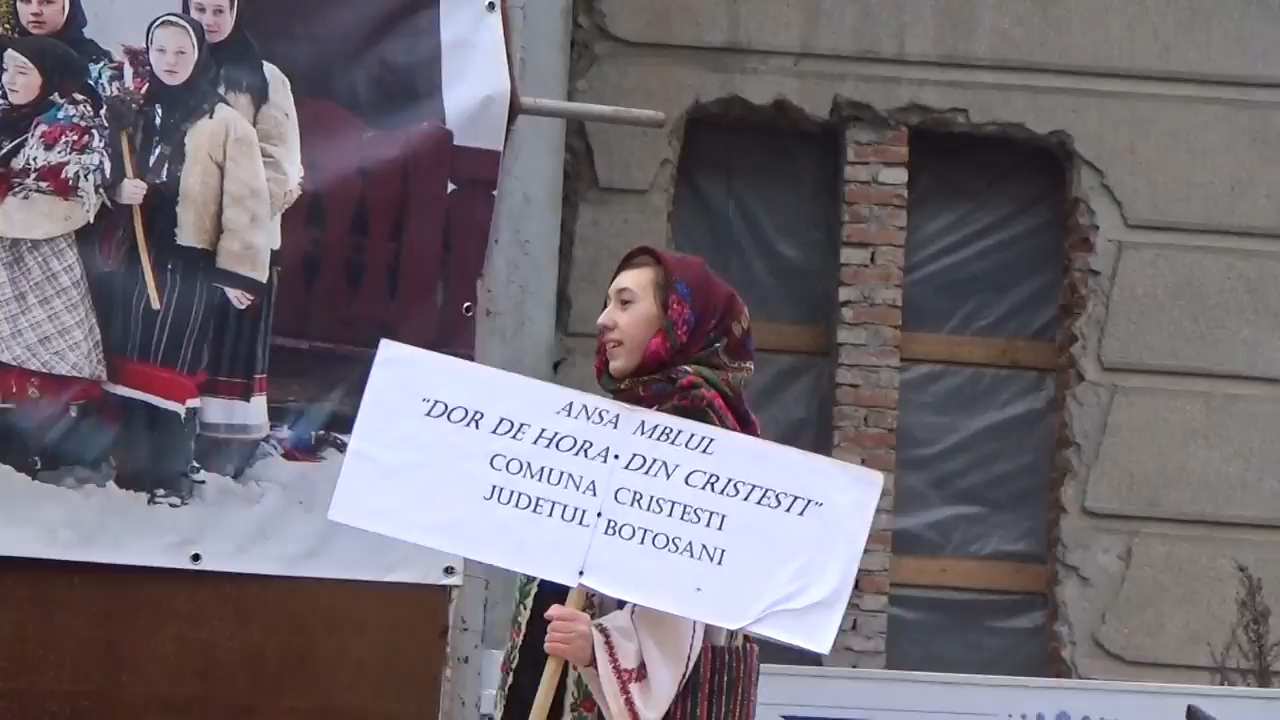 ANSA MBLUL
"DOR DE HORA• DIN CRISTESTI"
COMUNA CRISTESTI
JUDETUL BOTOSANI